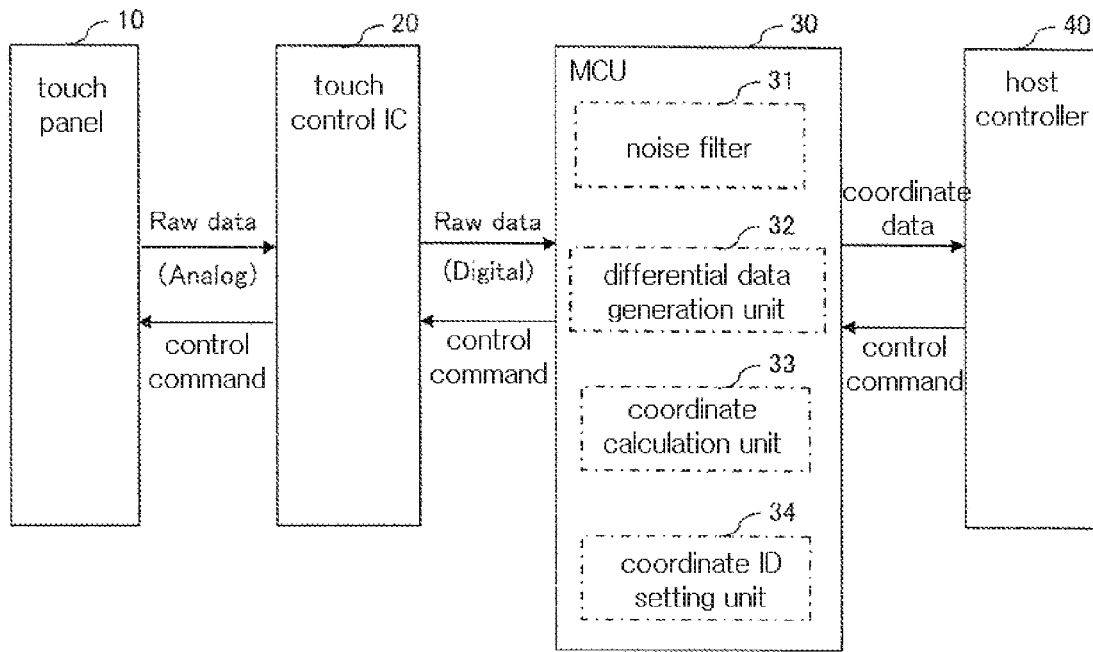 10
20
30
40
touch
panel
touch
control IC
MCU
host
controller
31
noise filter
Raw data
(Analog)
control
command
Raw data
(Digital)
control
command
32
differential data
generation unit
33
coordinate
calculation unit
34
coordinate ID
setting unit
coordinate
data
control
command